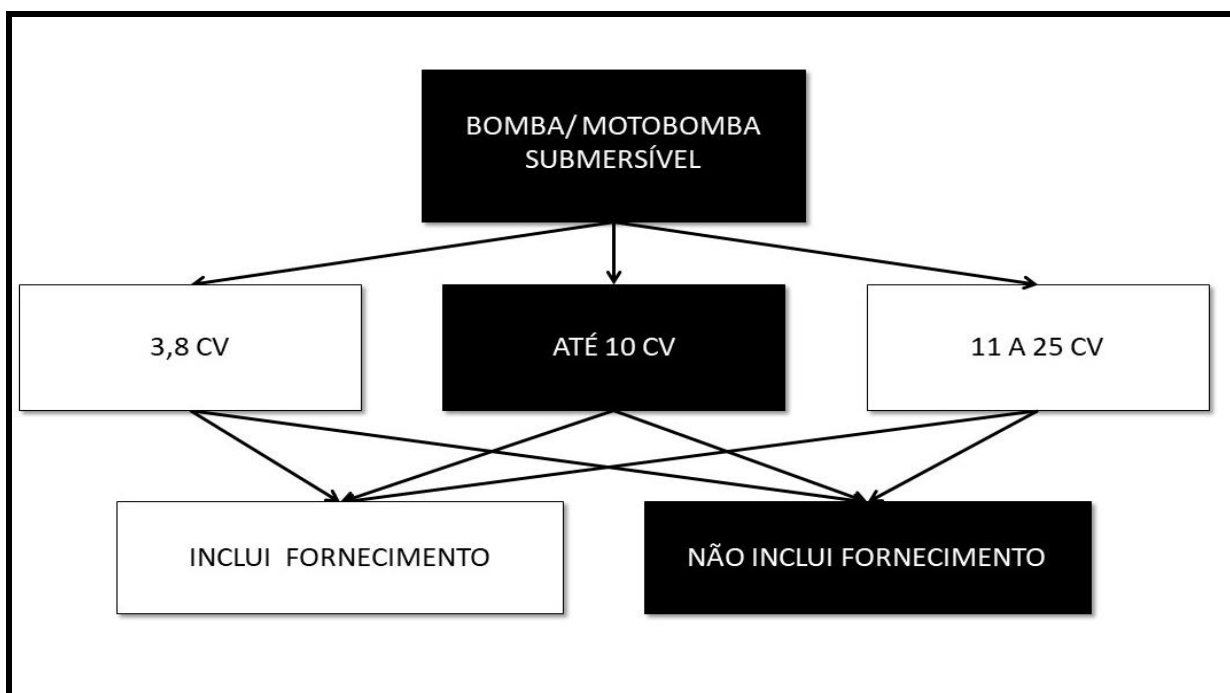 BOMBA/ MOTOBOMBA
SUBMERSÍVEL
3,8 CV
ATÉ 10 CV
11 A 25 CV
INCLUI FORNECIMENTO
NÃO INCLUI FORNECIMENTO